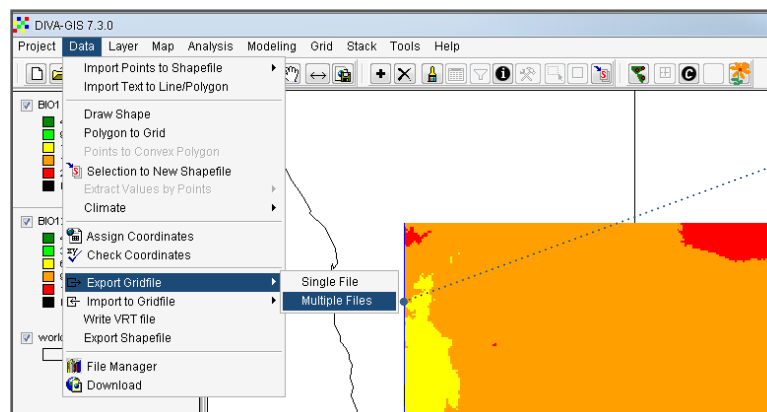 DIVA-GIS 7.3.0
Project Data Layer Map Analysis Modeling Grid Stack Tools Help
Import Points to Shapefile
Import Text to Line/Polygon
BIO1
Draw Shape
Polygon to Grid
Points to Convex Polygon
Selection to New Shapefile
Extract Values by Points
Climate
BIO1
Assign Coordinates
Check Coordinates
Export Gridfile
Single File
Import to Gridfile
Multiple Files
Write VRT file
Export Shapefile
File Manager
Download